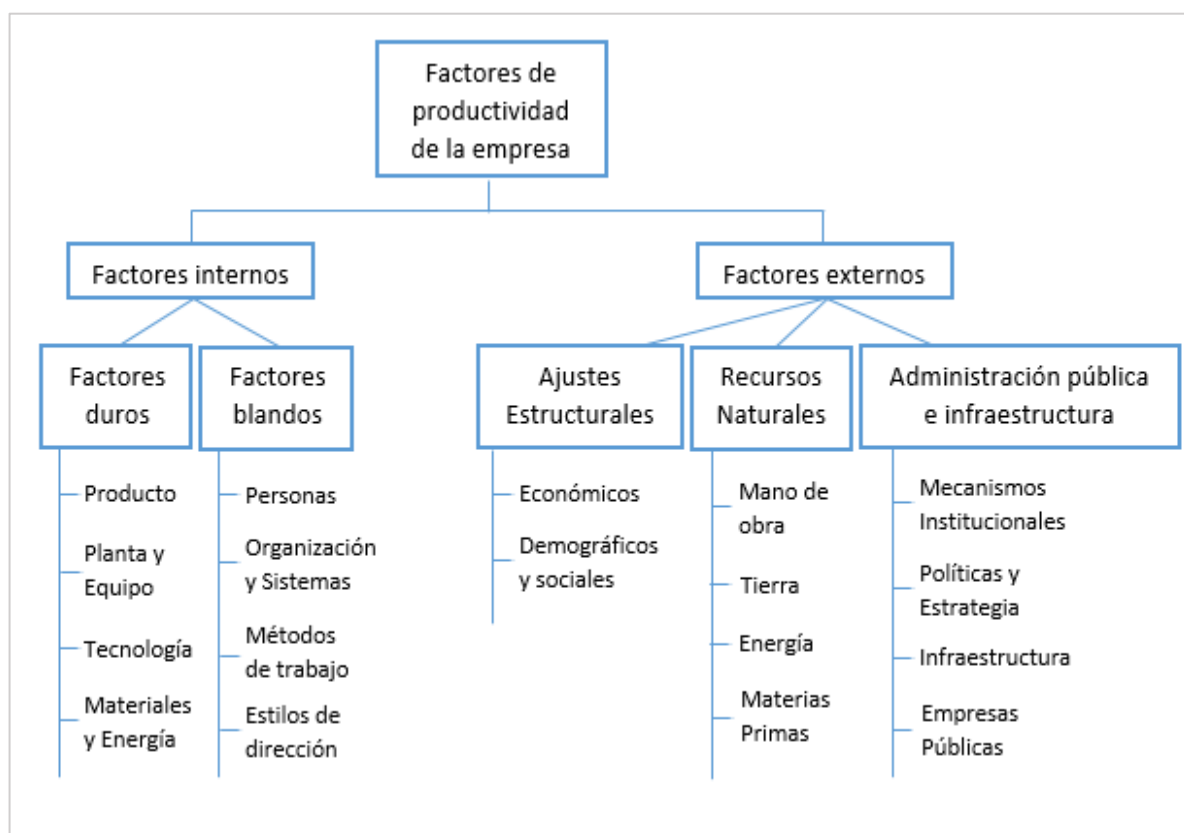 Factores de
productividad
de la empresa
Factores internos
Factores externos
Factores
duros
Factores
blandos
Ajustes
Estructurales
Recursos
Naturales
Administración pública
e infraestructura
Producto
Planta y
Equipo
Tecnología
Materiales
y Energía
Personas
Organización
y Sistemas
Métodos
de trabajo
Estilos de
dirección
Económicos
Demográficos
y sociales
Mano de
obra
Tierra
Energía
Materias
Primas
Mecanismos
Institucionales
Políticas y
Estrategia
Infraestructura
Empresas
Públicas